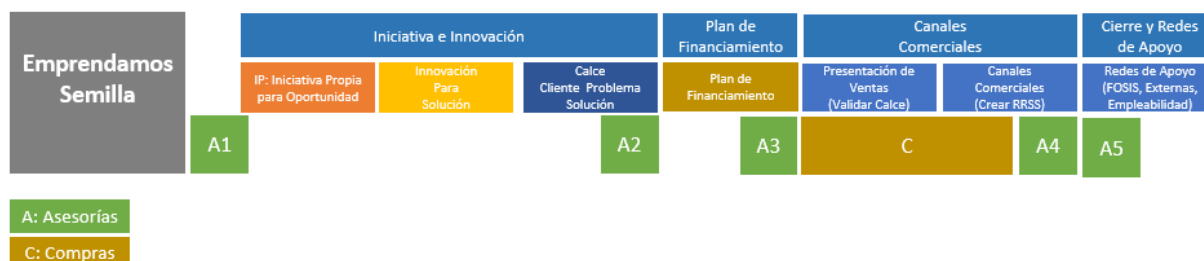 Emprendamos
Semilla
Iniciativa e Innovación
Plan de
Financiamiento
Canales
Comerciales
Cierre y Redes
de Apoyo
IP: Iniciativa Propia
para Oportunidad
Innovación
Para
Solución
Calce
Cliente Problema
Solución
Plan de
Financiamiento
Presentación de
Ventas
(Validar Calce)
Canales
Comerciales
(Crear RRSS)
Redes de Apoyo
(FOSIS, Externas,
Empleabilidad)
A1
A2
A3
C
A4
A5
A: Asesorías
C: Compras